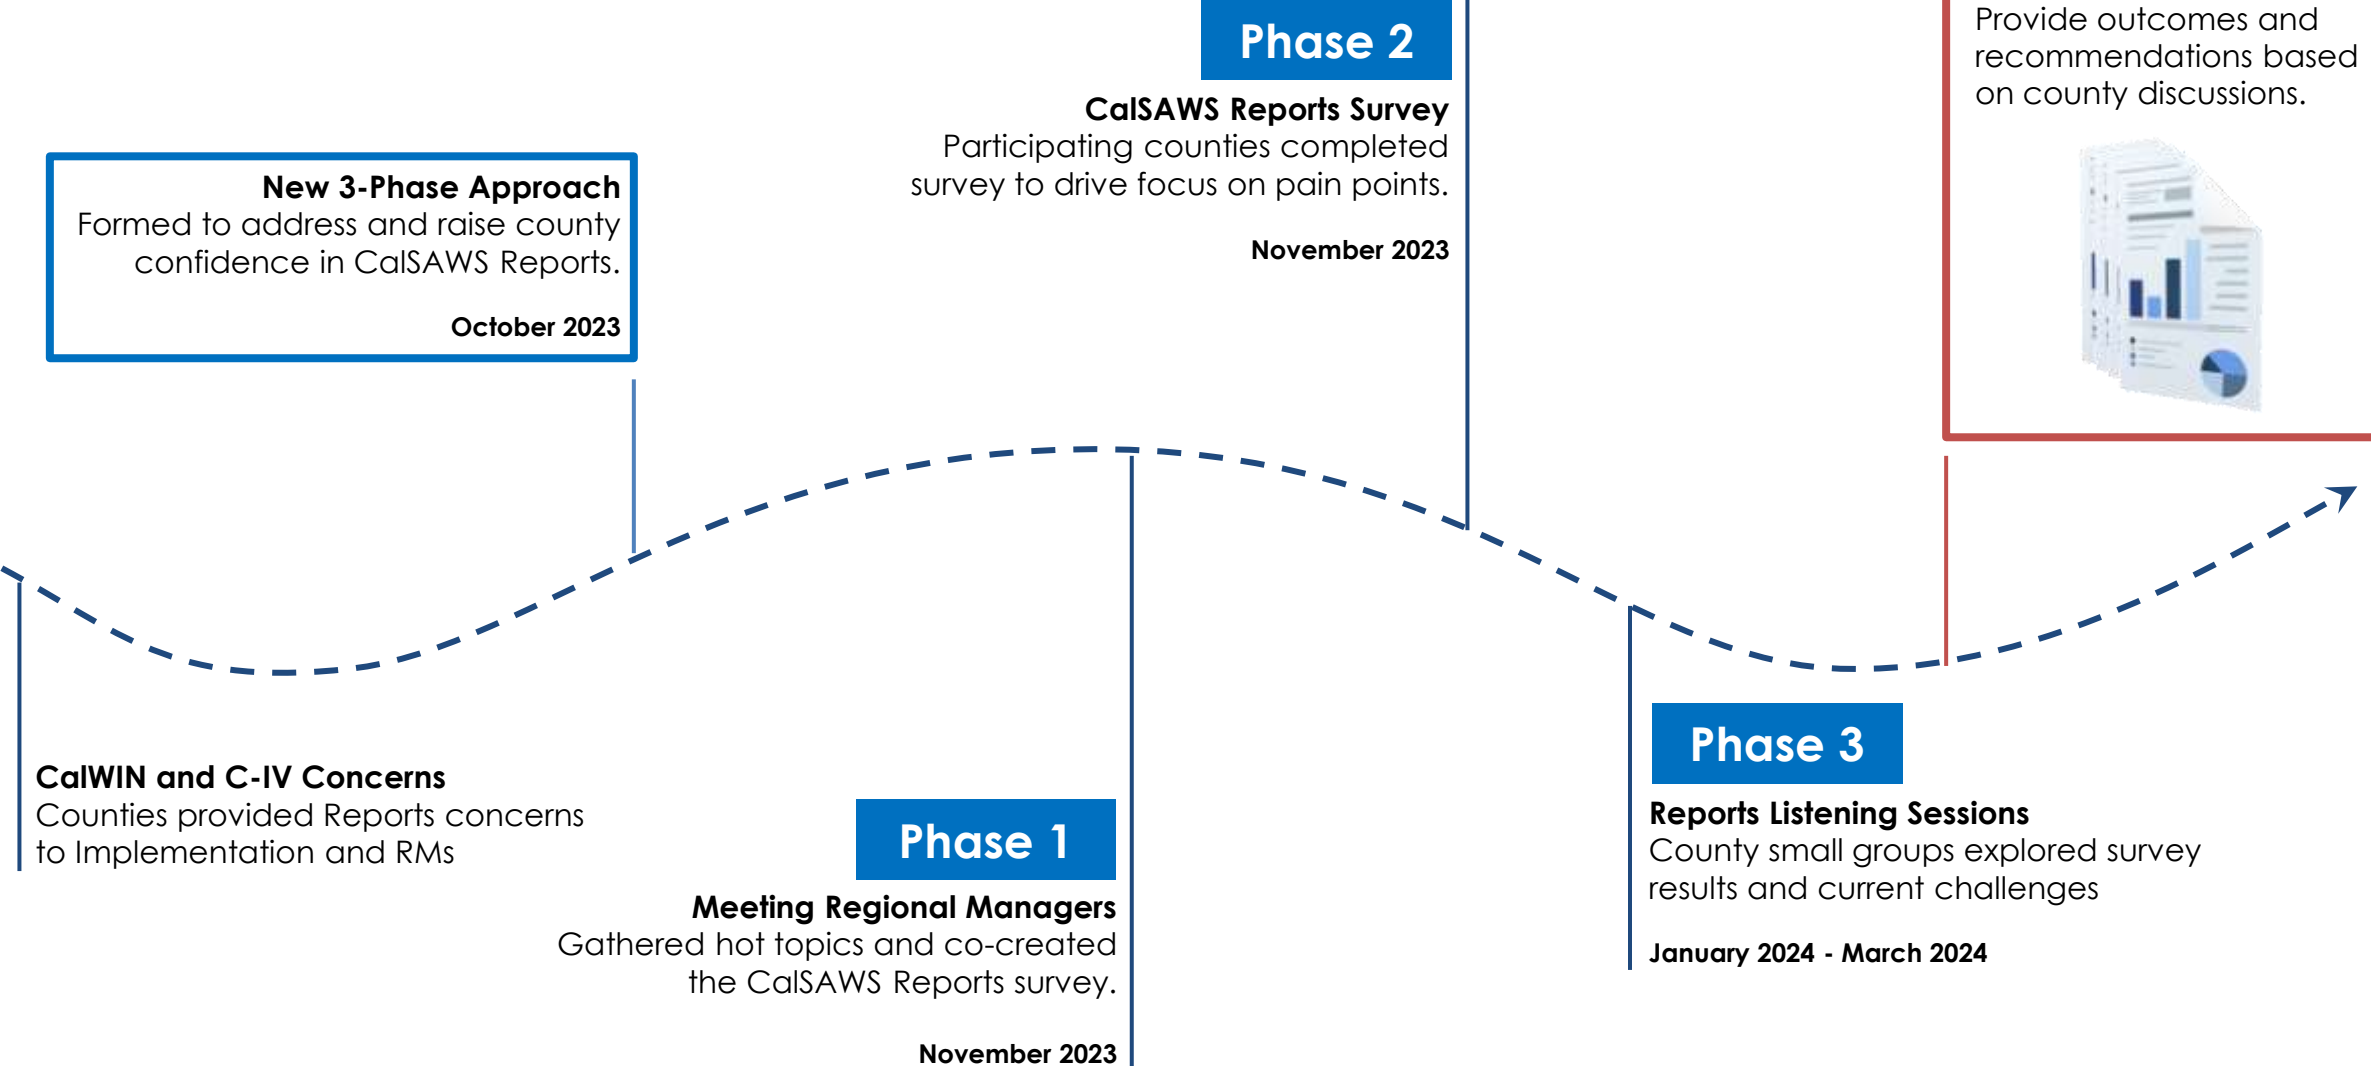 CalWIN and C-IV Concerns
Counties provided Reports concerns
to Implementation and RMs
New 3-Phase Approach
Formed to address and raise county
confidence in CalSAWS Reports.
October 2023
Phase 1
Meeting Regional Managers
Gathered hot topics and co-created
the CalSAWS Reports survey.
November 2023
Phase 2
CalSAWS Reports Survey
Participating counties completed
survey to drive focus on pain points.
November 2023
Phase 3
Reports Listening Sessions
County small groups explored survey
results and current challenges
January 2024 - March 2024
Provide outcomes and
recommendations based
on county discussions.